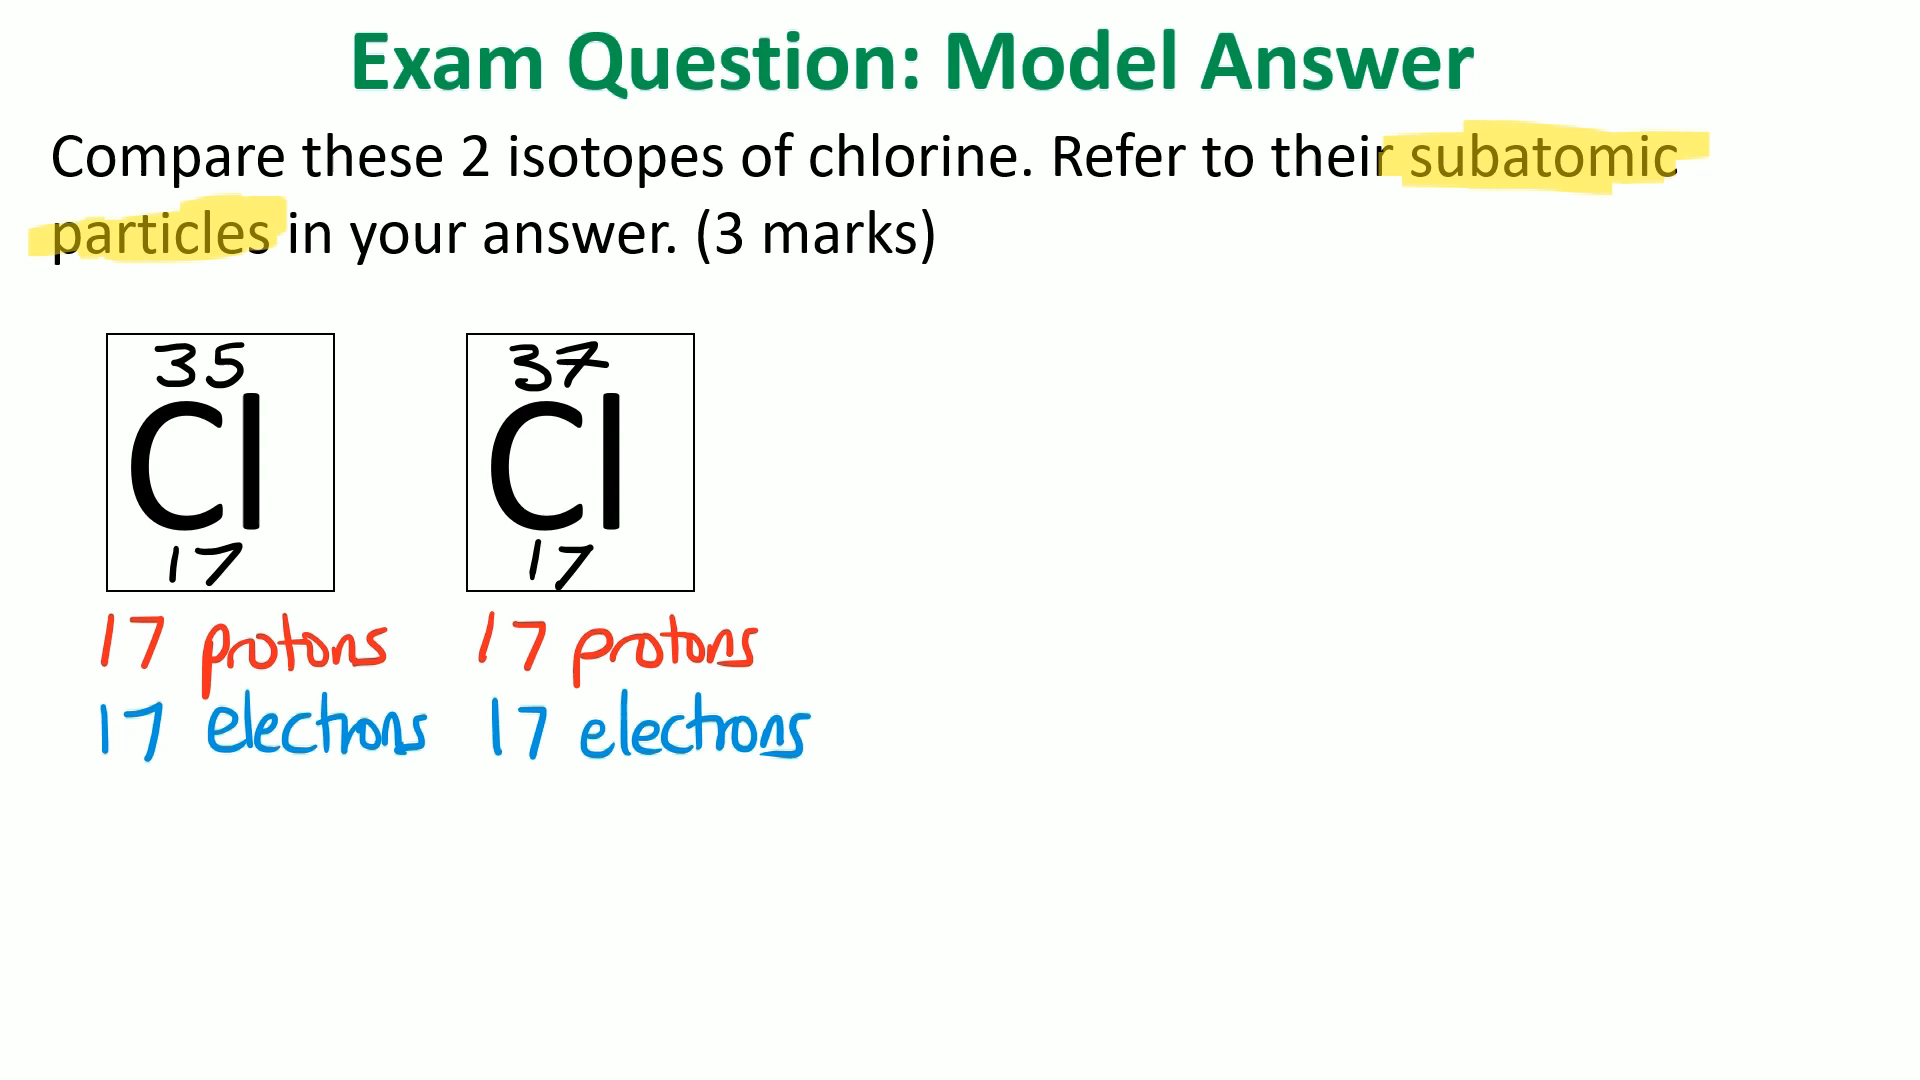 Exam Question: Model Answer
Compare these 2 isotopes of chlorine. Refer to their subatomic
particles in your answer. (3 marks)
35 37
Cl Cl
17 17
17 protons 17 protons
17 electrons 17 electrons